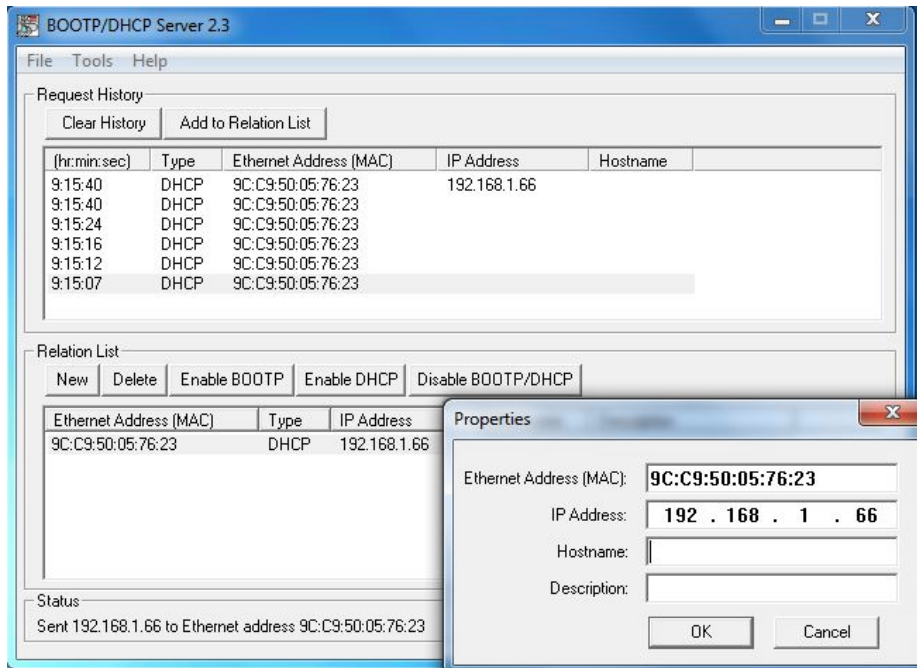 BOOTP/DHCP Server 2.3
File Tools Help
Request History
Clear History Add to Relation List
(hr:min:sec) Type Ethernet Address (MAC) IP Address Hostname
9:15:40 DHCP 9C:C9:50:05:76:23 192.168.1.66
9:15:40 DHCP 9C:C9:50:05:76:23
9:15:24 DHCP 9C:C9:50:05:76:23
9:15:16 DHCP 9C:C9:50:05:76:23
9:15:12 DHCP 9C:C9:50:05:76:23
9:15:07 DHCP 9C:C9:50:05:76:23
Relation List
New Delete Enable BOOTP Enable DHCP Disable BOOTP/DHCP
Ethernet Address (MAC) Type IP Address
9C:C9:50:05:76:23 DHCP 192.168.1.66
Status
Sent 192.168.1.66 to Ethernet address 9C:C9:50:05:76:23
Properties
Ethernet Address (MAC): 9C:C9:50:05:76:23
IP Address: 192 . 168 . 1 . 66
Hostname:
Description:
OK Cancel